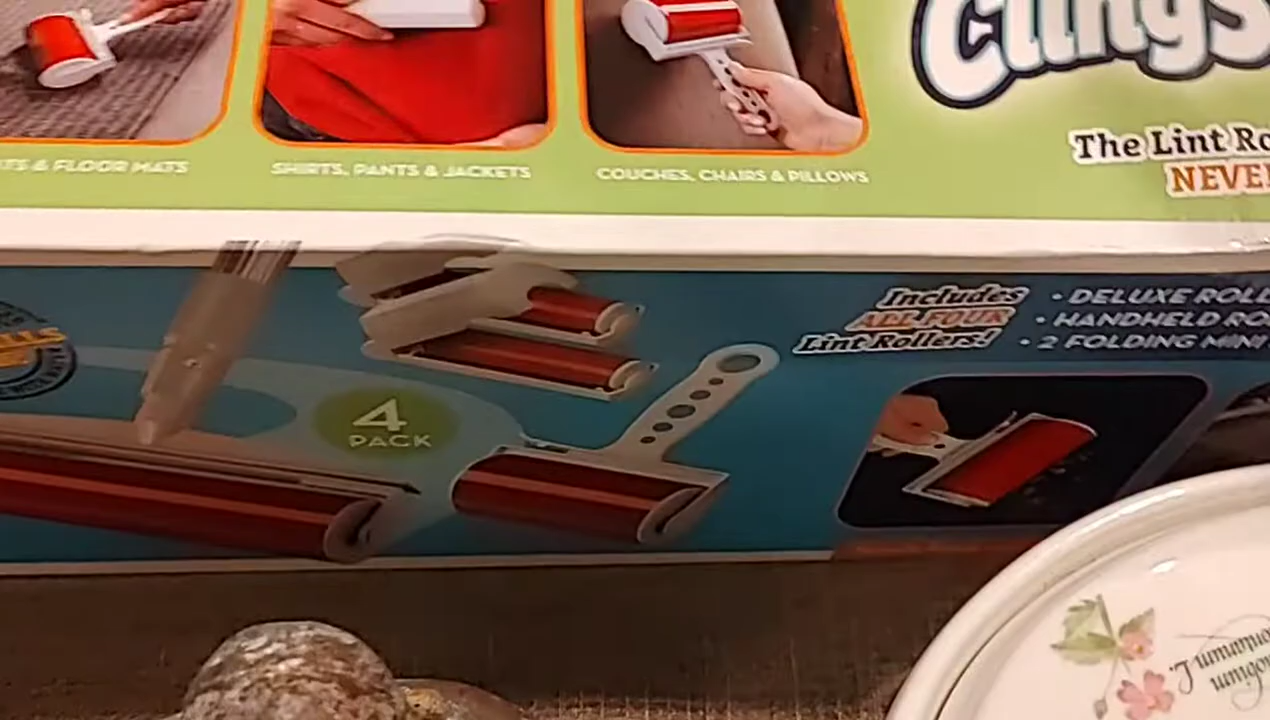 Clings
TS & FLOOR MATS
SHIRTS, PANTS & JACKETS
COUCHES, CHAIRS & PILLOWS
The Lint Ro
NEVE
Includes
ALL FOUR
Lint Rollers!
• DELUXE ROLL
• HANDHELD RO
• 2 FOLDING MINI
4
PACK